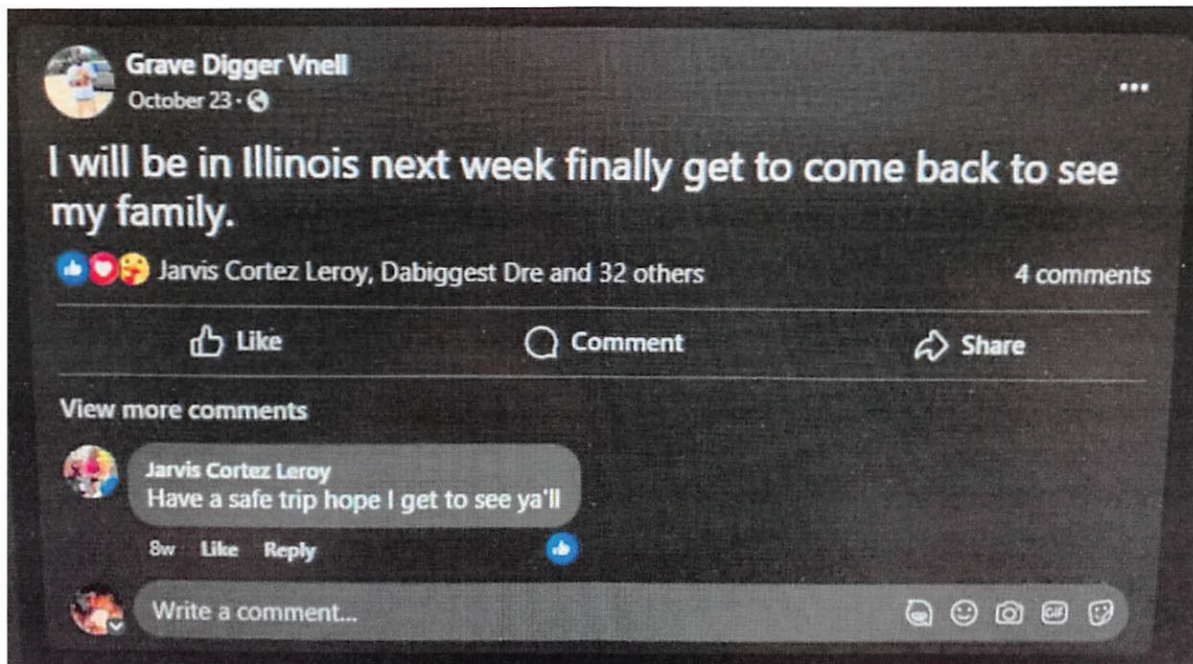 Grave Digger Vnell
October 23 ·
...
I will be in Illinois next week finally get to come back to see
my family.
Jarvis Cortez Leroy, Dabiggest Dre and 32 others 4 comments
Like Comment Share
View more comments
Jarvis Cortez Leroy
Have a safe trip hope I get to see ya'll
8w Like Reply
Write a comment...
GIF